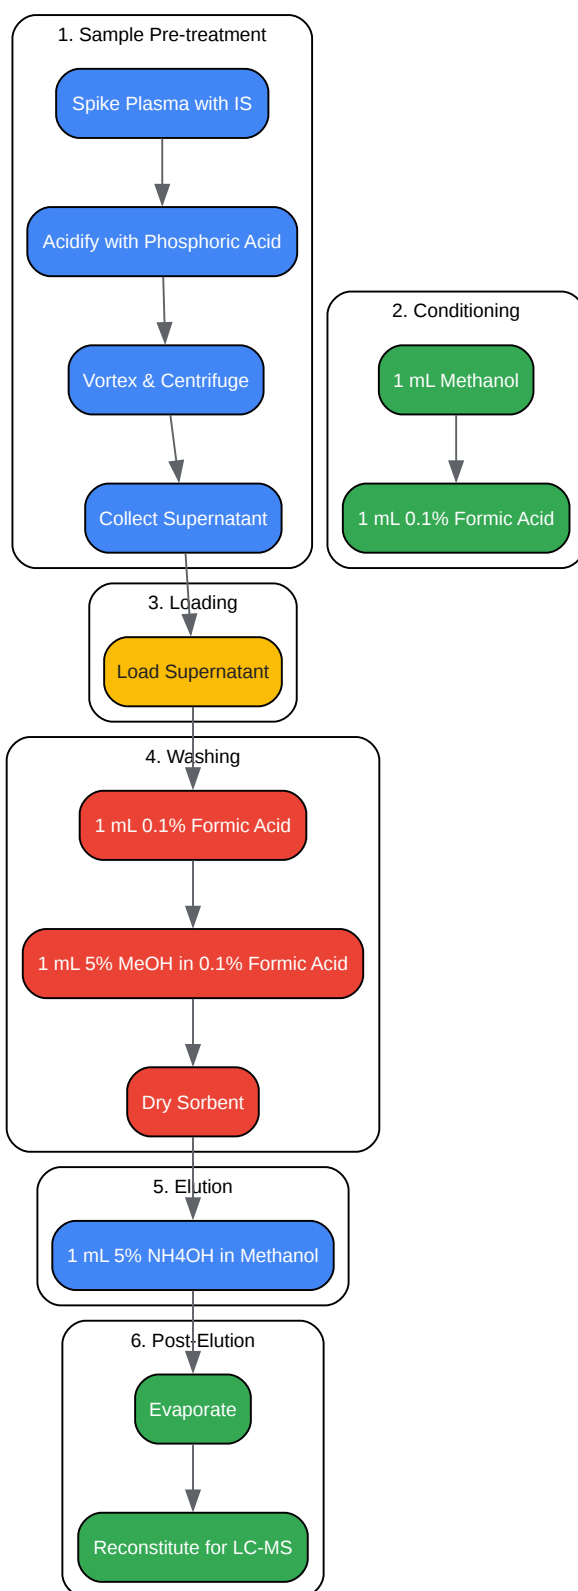 1. Sample Pre-treatment
Spike Plasma with IS
Acidify with Phosphoric Acid
Vortex & Centrifuge
Collect Supernatant
2. Conditioning
1 mL Methanol
1 mL 0.1% Formic Acid
3. Loading
Load Supernatant
4. Washing
1 mL 0.1% Formic Acid
1 mL 5% MeOH in 0.1% Formic Acid
Dry Sorbent
5. Elution
1 mL 5% NH4OH in Methanol
6. Post-Elution
Evaporate
Reconstitute for LC-MS